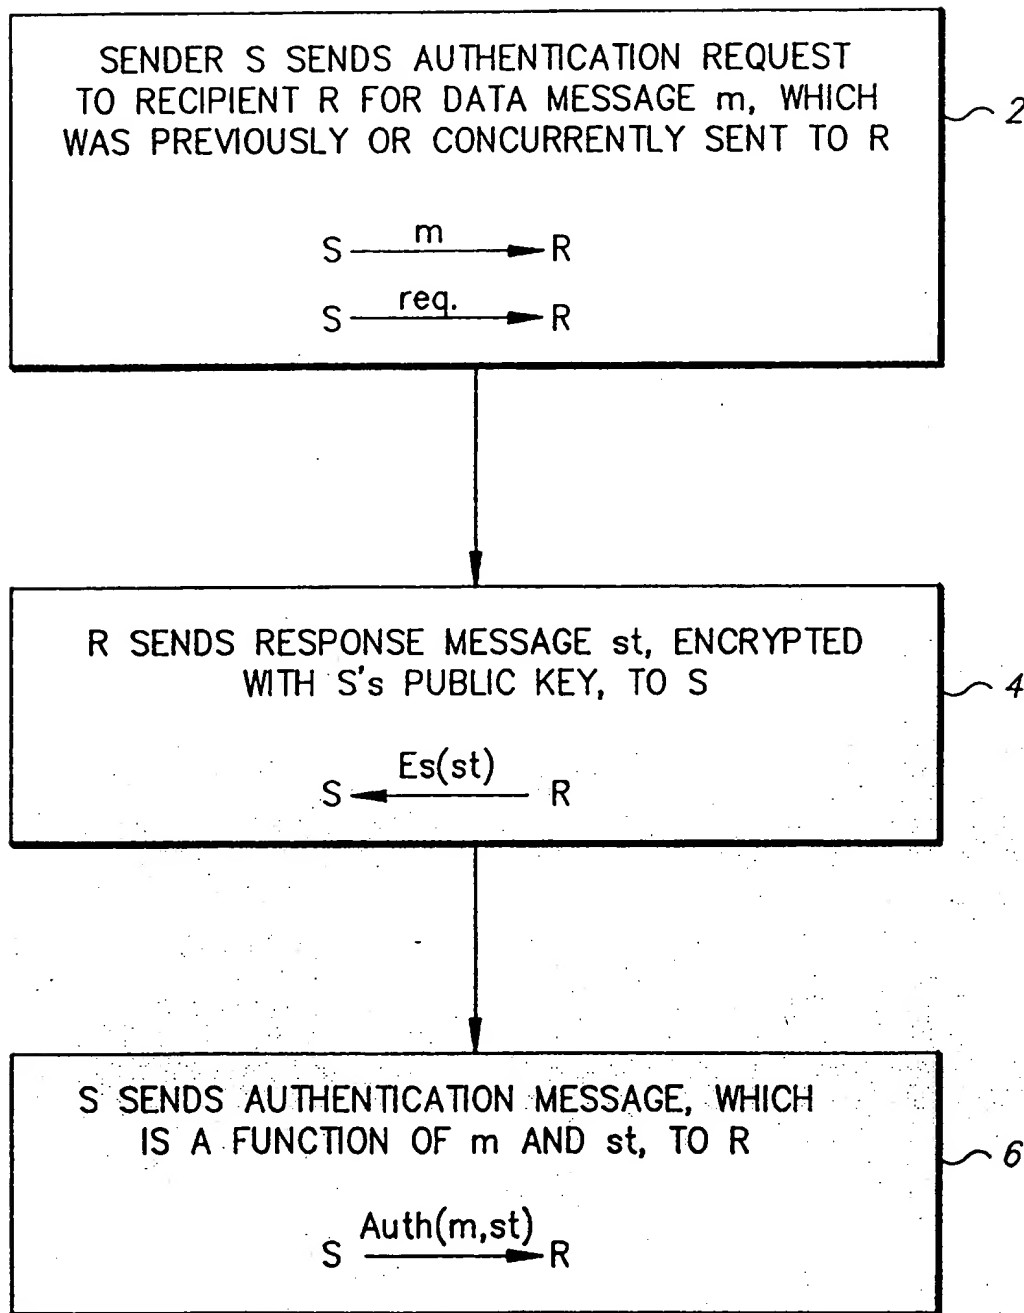 SENDER S SENDS AUTHENTICATION REQUEST
TO RECIPIENT R FOR DATA MESSAGE m, WHICH
WAS PREVIOUSLY OR CONCURRENTLY SENT TO R
2
m
S R
req.
S R
R SENDS RESPONSE MESSAGE st, ENCRYPTED
WITH S's PUBLIC KEY, TO S
4
Es(st)
S R
S SENDS AUTHENTICATION MESSAGE, WHICH
IS A FUNCTION OF m AND st, TO R
6
Auth(m,st)
S R